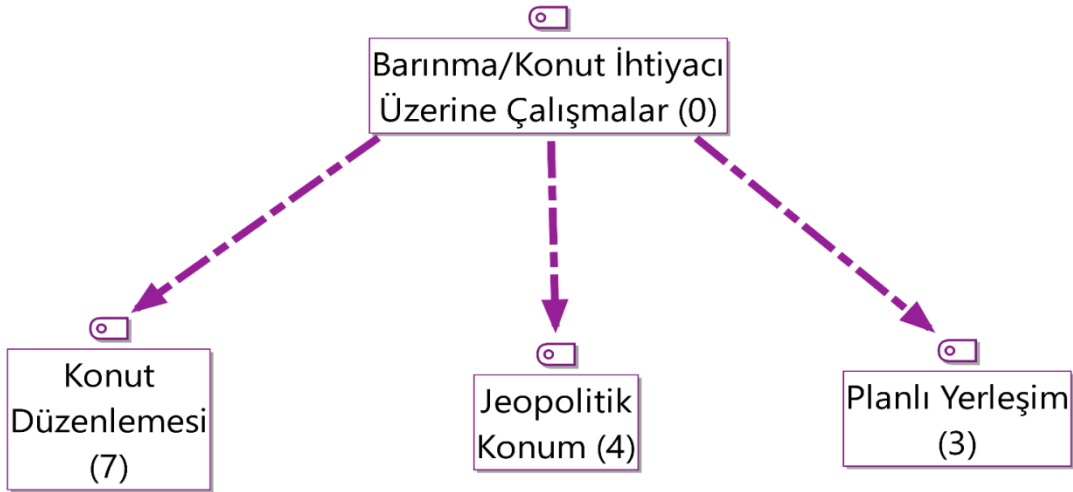 Barınma/Konut İhtiyacı
Üzerine Çalışmalar (0)
Konut
Düzenlemesi
(7)
Jeopolitik
Konum (4)
Planlı Yerleşim
(3)